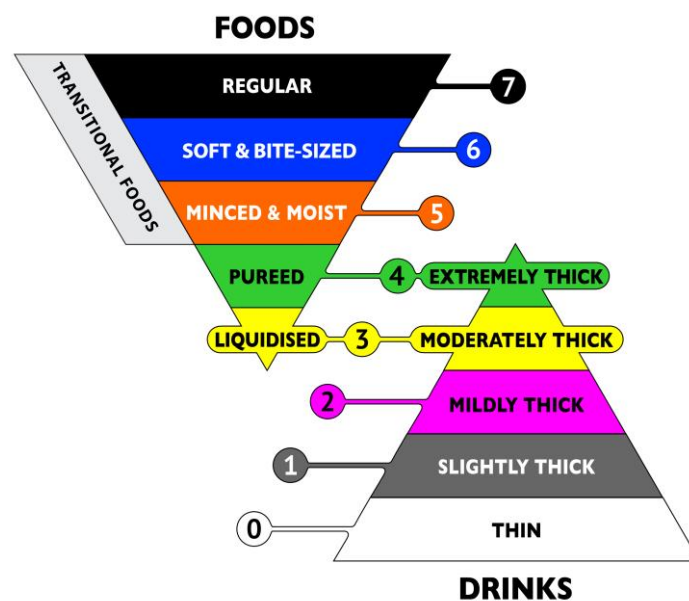 FOODS
TRANSITIONAL FOODS
REGULAR
7
SOFT & BITE-SIZED
6
MINCED & MOIST
5
PUREED
4
EXTREMELY THICK
LIQUIDISED
3
MODERATELY THICK
2
MILDLY THICK
1
SLIGHTLY THICK
0
THIN
DRINKS